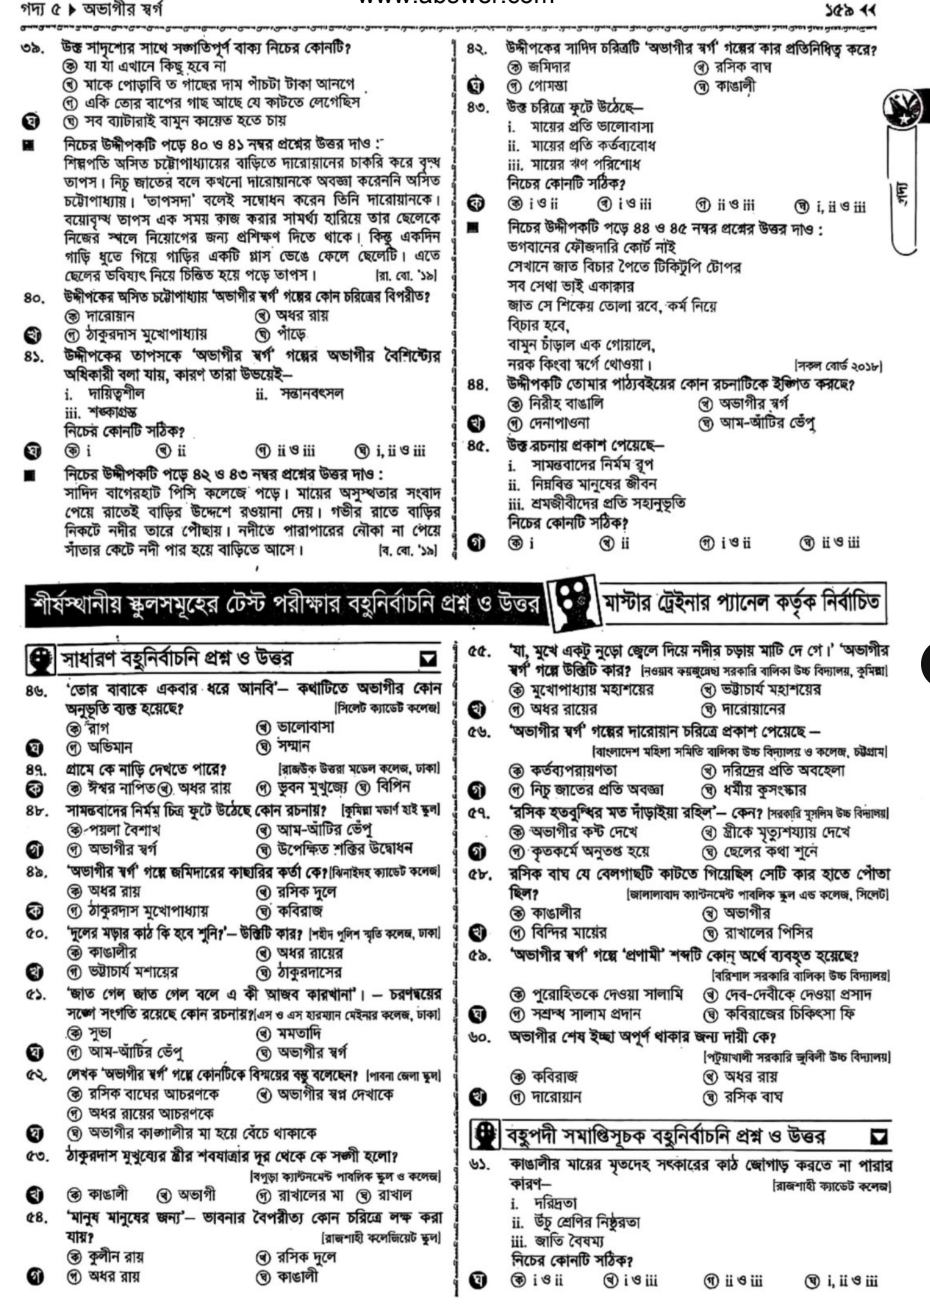 গদ্য ৫ ▶ অভাগীর স্বর্গ
www.abswer.com
১৫৯ ◀◀
৩৯. উক্ত সাদৃশ্যের সাথে সঙ্গতিপূর্ণ বাক্য নিচের কোনটি?
ক যা যা এখানে কিছু হবে না
খ মাকে পোড়াবি ত গাছের দাম পাঁচটা টাকা আনগে
গ একি তোর বাপের গাছ আছে যে কাটতে লেগেছিস
ঘ ঘ সব ব্যাটারাই বামুন কায়েত হতে চায়
■ নিচের উদ্দীপকটি পড়ে ৪০ ও ৪১ নম্বর প্রশ্নের উত্তর দাও :
শিল্পপতি অসিত চট্টোপাধ্যায়ের বাড়িতে দারোয়ানের চাকরি করে বৃদ্ধ
তাপস। নিচু জাতের বলে কখনো দারোয়ানকে অবজ্ঞা করেননি অসিত
চট্টোপাধ্যায়। ‘তাপসদা’ বলেই সম্বোধন করেন তিনি দারোয়ানকে।
বয়োবৃদ্ধ তাপস এক সময় কাজ করার সামর্থ্য হারিয়ে তার ছেলেকে
নিজের স্থলে নিয়োগের জন্য প্রশিক্ষণ দিতে থাকে। কিন্তু একদিন
গাড়ি ধুতে গিয়ে গাড়ির একটি গ্লাস ভেঙে ফেলে ছেলেটি। এতে
ছেলের ভবিষ্যৎ নিয়ে চিন্তিত হয়ে পড়ে তাপস। [রা. বো. '১৯]
৪০. উদ্দীপকের অসিত চট্টোপাধ্যায় ‘অভাগীর স্বর্গ’ গল্পের কোন চরিত্রের বিপরীত?
ক দারোয়ান খ অধর রায়
খ গ ঠাকুরদাস মুখোপাধ্যায় ঘ পাঁড়ে
৪১. উদ্দীপকের তাপসকে ‘অভাগীর স্বর্গ’ গল্পের অভাগীর বৈশিষ্ট্যের
অধিকারী বলা যায়, কারণ তারা উভয়েই–
i. দায়িত্বশীল ii. সন্তানবৎসল
iii. শঙ্কাগ্রস্ত
নিচের কোনটি সঠিক?
ঘ ক i খ ii গ ii ও iii ঘ i, ii ও iii
■ নিচের উদ্দীপকটি পড়ে ৪২ ও ৪৩ নম্বর প্রশ্নের উত্তর দাও :
সাদিদ বাগেরহাট পিসি কলেজে পড়ে। মায়ের অসুস্থতার সংবাদ
পেয়ে রাতেই বাড়ির উদ্দেশে রওয়ানা দেয়। গভীর রাতে বাড়ির
নিকটে নদীর তীরে পৌঁছায়। নদীতে পারাপারের নৌকা না পেয়ে
সাঁতার কেটে নদী পার হয়ে বাড়িতে আসে। [ব. বো. '১৯]
৪২. উদ্দীপকের সাদিদ চরিত্রটি ‘অভাগীর স্বর্গ’ গল্পের কার প্রতিনিধিত্ব করে?
ক জমিদার খ রসিক বাঘ
ঘ গ গোমস্তা ঘ কাঙালী
৪৩. উক্ত চরিত্রে ফুটে উঠেছে–
i. মায়ের প্রতি ভালোবাসা
ii. মায়ের প্রতি কর্তব্যবোধ
iii. মায়ের ঋণ পরিশোধ
নিচের কোনটি সঠিক?
ক ক i ও ii খ i ও iii গ ii ও iii ঘ i, ii ও iii
■ নিচের উদ্দীপকটি পড়ে ৪৪ ও ৪৫ নম্বর প্রশ্নের উত্তর দাও :
ভগবানের ফৌজদারি কোর্ট নাই
সেখানে জাত বিচার পৈতে টিকিটুপি টোপর
সব সেথা ভাই একাকার
জাত সে শিকেয় তোলা রবে, কর্ম নিয়ে
বিচার হবে,
বামুন চাঁড়াল এক গোয়ালে,
নরক কিংবা স্বর্গে থোওয়া। [সকল বোর্ড ২০১৮]
৪৪. উদ্দীপকটি তোমার পাঠ্যবইয়ের কোন রচনাটিকে ইঙ্গিত করছে?
ক নিরীহ বাঙালি খ অভাগীর স্বর্গ
খ গ দেনাপাওনা ঘ আম-আঁটির ভেঁপু
৪৫. উক্ত রচনায় প্রকাশ পেয়েছে–
i. সামন্তবাদের নির্মম রূপ
ii. নিম্নবিত্ত মানুষের জীবন
iii. শ্রমজীবীদের প্রতি সহানুভূতি
নিচের কোনটি সঠিক?
গ ক i খ ii গ i ও ii ঘ ii ও iii
গদ্য
শীর্ষস্থানীয় স্কুলসমূহের টেস্ট পরীক্ষার বহুনির্বাচনি প্রশ্ন ও উত্তর
মাস্টার ট্রেইনার প্যানেল কর্তৃক নির্বাচিত
সাধারণ বহুনির্বাচনি প্রশ্ন ও উত্তর
৪৬. ‘তোর বাবাকে একবার ধরে আনবি’– কথাটিতে অভাগীর কোন
অনুভূতি ব্যক্ত হয়েছে? [সিলেট ক্যাডেট কলেজ]
ক রাগ খ ভালোবাসা
ঘ গ অভিমান ঘ সম্মান
৪৭. গ্রামে কে নাড়ি দেখতে পারে? [রাজউক উত্তরা মডেল কলেজ, ঢাকা]
ক ক ঈশ্বর নাপিত খ অধর রায় গ ভুবন মুখুজ্যে ঘ বিপিন
৪৮. সামন্তবাদের নির্মম চিত্র ফুটে উঠেছে কোন রচনায়? [কুমিল্লা মডার্ণ হাই স্কুল]
ক পয়লা বৈশাখ খ আম-আঁটির ভেঁপু
গ গ অভাগীর স্বর্গ ঘ উপেক্ষিত শক্তির উদ্বোধন
৪৯. ‘অভাগীর স্বর্গ’ গল্পে জমিদারের কাছারির কর্তা কে? [ঝিনাইদহ ক্যাডেট কলেজ]
ক অধর রায় খ রসিক দুলে
ক গ ঠাকুরদাস মুখোপাধ্যায় ঘ কবিরাজ
৫০. ‘দুলের মড়ার কাঠ কি হবে শুনি?’– উক্তিটি কার? [শহীদ পুলিশ স্মৃতি কলেজ, ঢাকা]
ক কাঙালীর খ অধর রায়ের
খ গ ভট্টাচার্য মশায়ের ঘ ঠাকুরদাসের
৫১. ‘জাত গেল জাত গেল বলে এ কী আজব কারখানা’। – চরণদ্বয়ের
সঙ্গে সংগতি রয়েছে কোন রচনায়? [এস ও এস হারম্যান মেইনার কলেজ, ঢাকা]
ক সুভা খ মমতাদি
ঘ গ আম-আঁটির ভেঁপু ঘ অভাগীর স্বর্গ
৫২. লেখক ‘অভাগীর স্বর্গ’ গল্পে কোনটিকে বিস্ময়ের বস্তু বলেছেন? [পাবনা জেলা স্কুল]
ক রসিক বাঘের আচরণকে খ অভাগীর স্বপ্ন দেখাকে
গ অধর রায়ের আচরণকে
ঘ ঘ অভাগীর কাঙ্গালীর মা হয়ে বেঁচে থাকাকে
৫৩. ঠাকুরদাস মুখুয্যের স্ত্রীর শবযাত্রার দূর থেকে কে সঙ্গী হলো?
[বগুড়া ক্যান্টনমেন্ট পাবলিক স্কুল ও কলেজ]
খ ক কাঙালী খ অভাগী গ রাখালের মা ঘ রাখাল
৫৪. ‘মানুষ মানুষের জন্য’– ভাবনার বৈপরীত্য কোন চরিত্রে লক্ষ করা
যায়? [রাজশাহী কলেজিয়েট স্কুল]
ক কুলীন রায় খ রসিক দুলে
গ গ অধর রায় ঘ কাঙালী
৫৫. ‘যা, মুখে একটু নুড়ো জ্বেলে দিয়ে নদীর চড়ায় মাটি দে গে।’ ‘অভাগীর
স্বর্গ’ গল্পে উক্তিটি কার? [নওয়াব ফয়জুন্নেছা সরকারি বালিকা উচ্চ বিদ্যালয়, কুমিল্লা]
ক মুখোপাধ্যায় মহাশয়ের খ ভট্টাচার্য মহাশয়ের
খ গ অধর রায়ের ঘ দারোয়ানের
৫৬. ‘অভাগীর স্বর্গ’ গল্পের দারোয়ান চরিত্রে প্রকাশ পেয়েছে –
[বাংলাদেশ মহিলা সমিতি বালিকা উচ্চ বিদ্যালয় ও কলেজ, চট্টগ্রাম]
ক কর্তব্যপরায়ণতা খ দরিদ্রের প্রতি অবহেলা
গ গ নিচু জাতের প্রতি অবজ্ঞা ঘ ধর্মীয় কুসংস্কার
৫৭. ‘রসিক হতবুদ্ধির মত দাঁড়াইয়া রহিল’– কেন? [সরকারি মুসলিম উচ্চ বিদ্যালয়]
ক অভাগীর কষ্ট দেখে খ স্ত্রীকে মৃত্যুশয্যায় দেখে
গ গ কৃতকর্মে অনুতপ্ত হয়ে ঘ ছেলের কথা শুনে
৫৮. রসিক বাঘ যে বেলগাছটি কাটতে গিয়েছিল সেটি কার হাতে পোঁতা
ছিল? [জালালাবাদ ক্যান্টনমেন্ট পাবলিক স্কুল এন্ড কলেজ, সিলেট]
ক কাঙালীর খ অভাগীর
খ গ বিন্দির মায়ের ঘ রাখালের পিসির
৫৯. ‘অভাগীর স্বর্গ’ গল্পে ‘প্রণামী’ শব্দটি কোন্ অর্থে ব্যবহৃত হয়েছে?
[বরিশাল সরকারি বালিকা উচ্চ বিদ্যালয়]
ক পুরোহিতকে দেওয়া সালামি খ দেব-দেবীকে দেওয়া প্রসাদ
ঘ গ সশ্রদ্ধ সালাম প্রদান ঘ কবিরাজের চিকিৎসা ফি
৬০. অভাগীর শেষ ইচ্ছা অপূর্ণ থাকার জন্য দায়ী কে?
[পটুয়াখালী সরকারি জুবিলী উচ্চ বিদ্যালয়]
ক কবিরাজ খ অধর রায়
খ গ দারোয়ান ঘ রসিক বাঘ
বহুপদী সমাপ্তিসূচক বহুনির্বাচনি প্রশ্ন ও উত্তর
৬১. কাঙালীর মায়ের মৃতদেহ সৎকারের কাঠ জোগাড় করতে না পারার
কারণ– [রাজশাহী ক্যাডেট কলেজ]
i. দরিদ্রতা
ii. উঁচু শ্রেণির নিষ্ঠুরতা
iii. জাতি বৈষম্য
নিচের কোনটি সঠিক?
ঘ ক i ও ii খ i ও iii গ ii ও iii ঘ i, ii ও iii